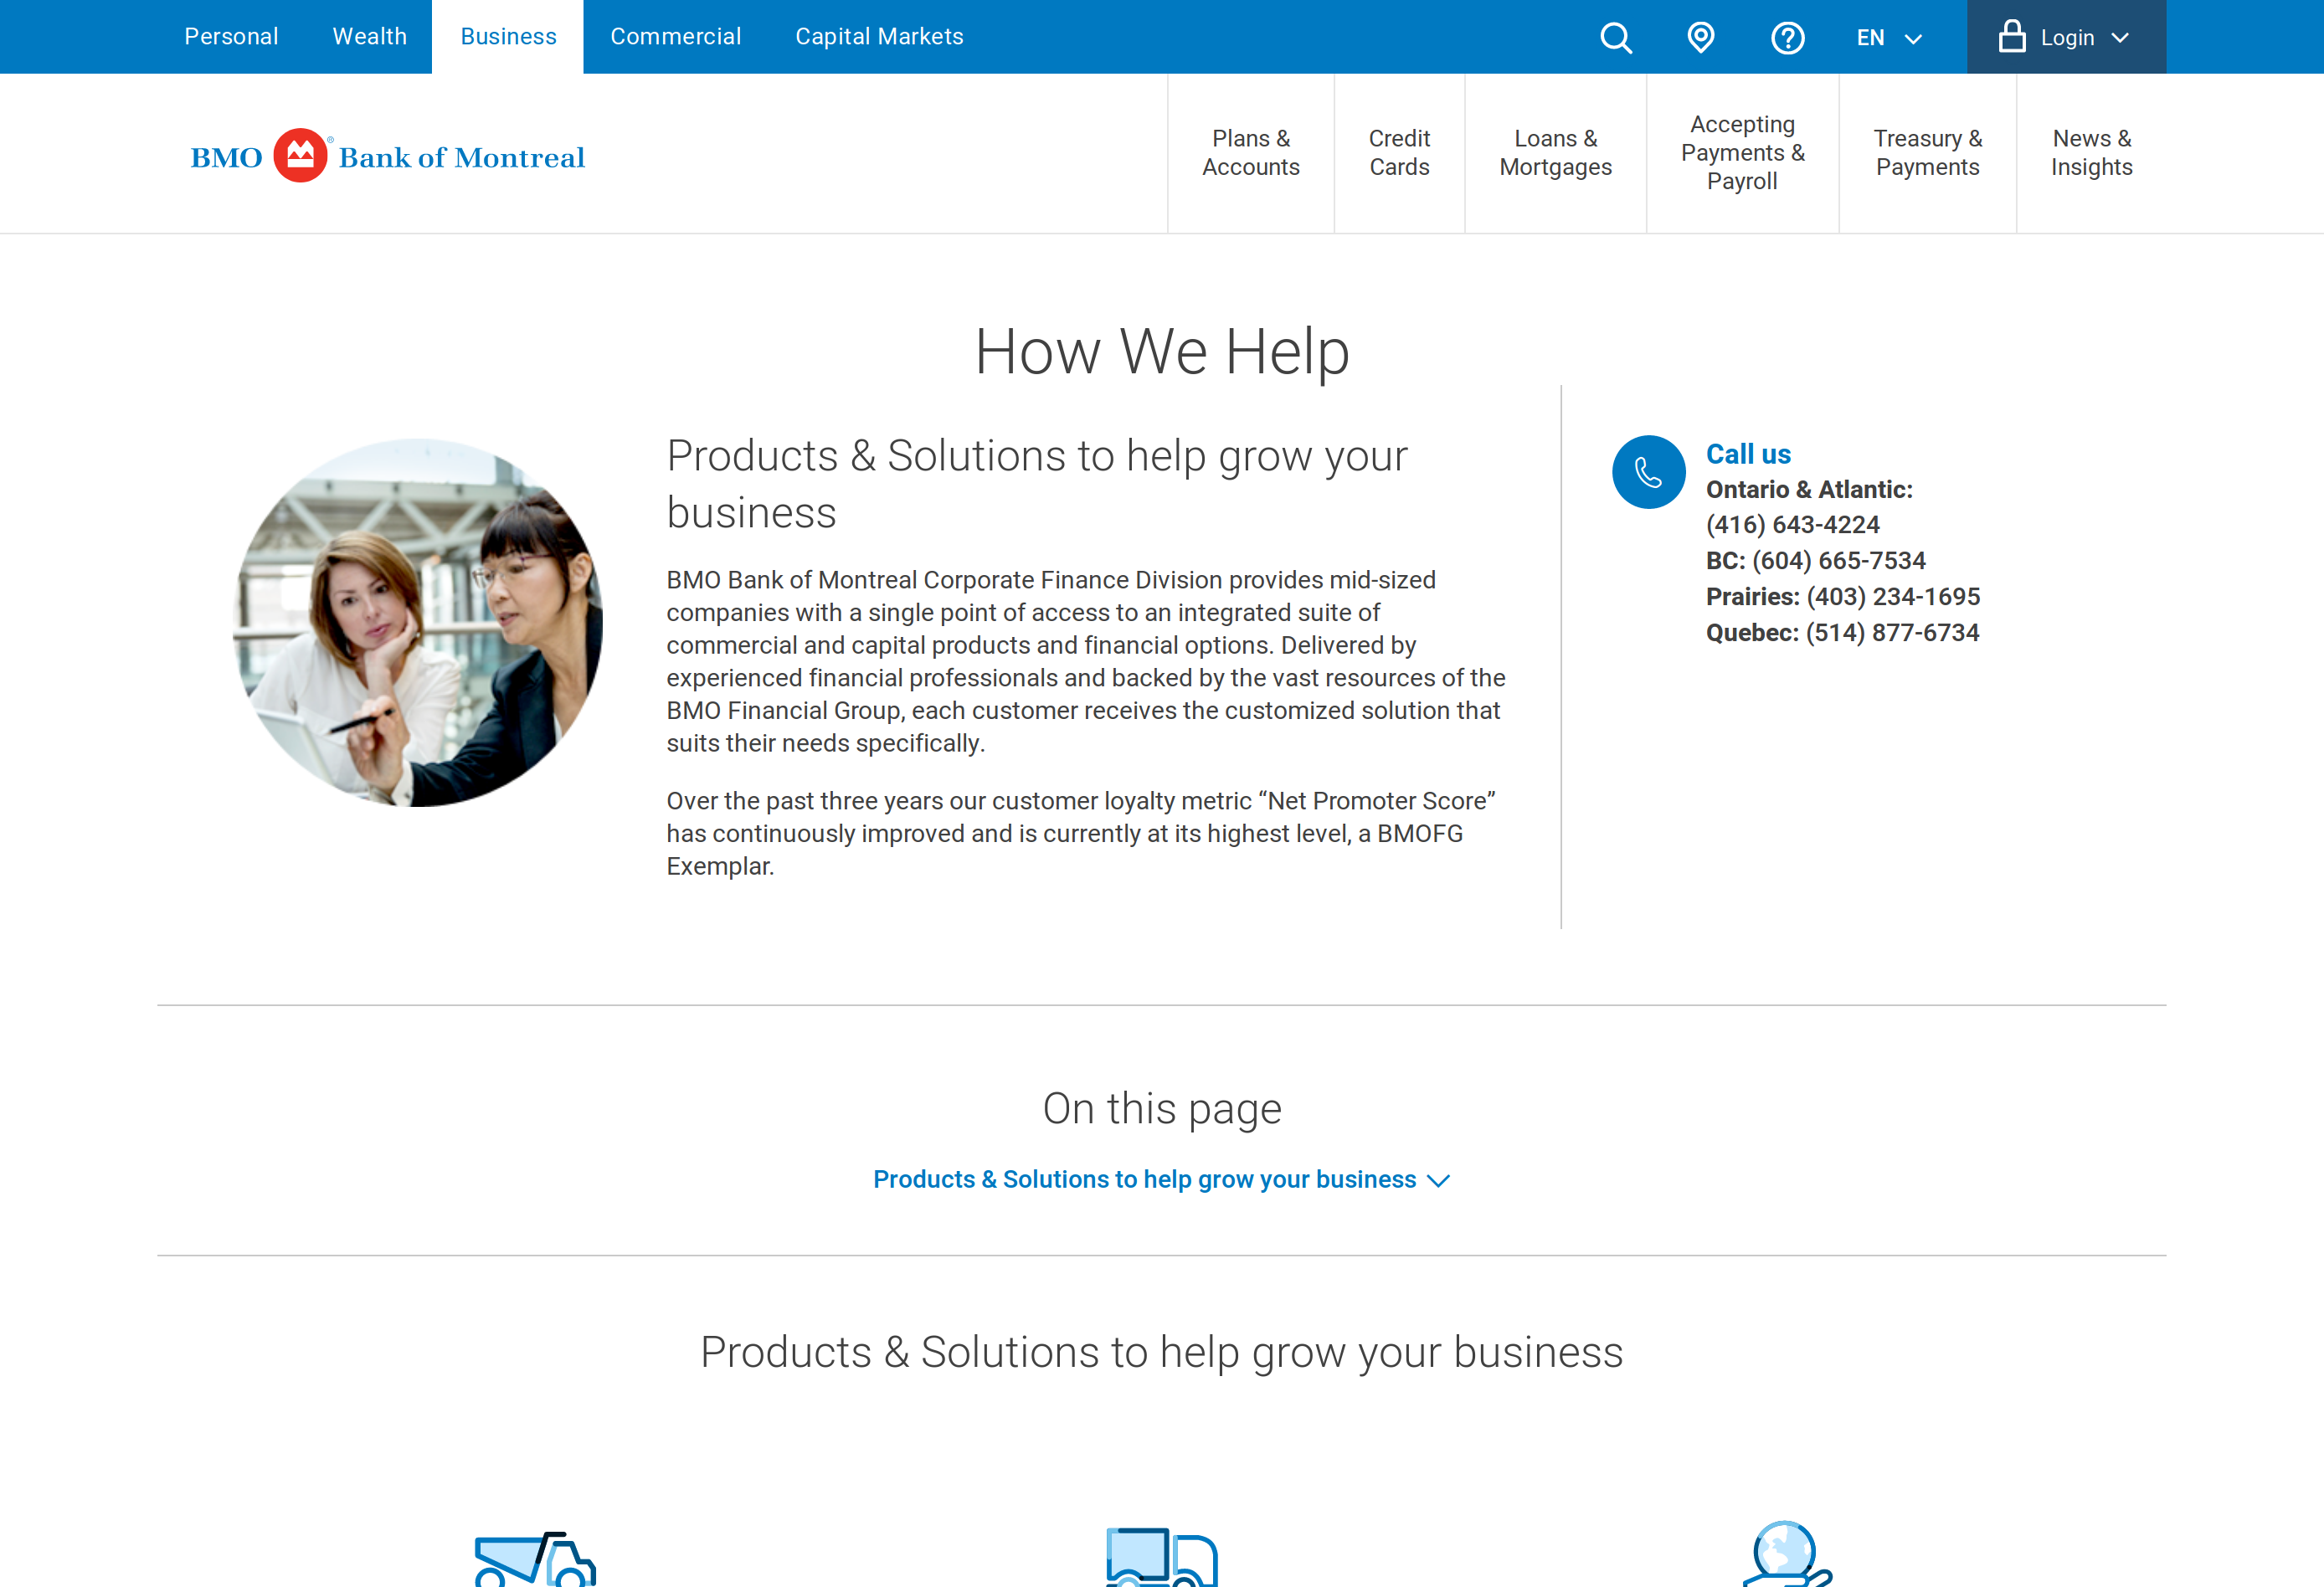 Personal
Wealth
Business
Commercial
Capital Markets
EN
Login
BMO Bank of Montreal
®
Plans &
Accounts
Credit
Cards
Loans &
Mortgages
Accepting
Payments &
Payroll
Treasury &
Payments
News &
Insights
How We Help
Products & Solutions to help grow your
business
BMO Bank of Montreal Corporate Finance Division provides mid-sized
companies with a single point of access to an integrated suite of
commercial and capital products and financial options. Delivered by
experienced financial professionals and backed by the vast resources of the
BMO Financial Group, each customer receives the customized solution that
suits their needs specifically.
Over the past three years our customer loyalty metric “Net Promoter Score”
has continuously improved and is currently at its highest level, a BMOFG
Exemplar.
Call us
Ontario & Atlantic:
(416) 643-4224
BC: (604) 665-7534
Prairies: (403) 234-1695
Quebec: (514) 877-6734
On this page
Products & Solutions to help grow your business
Products & Solutions to help grow your business